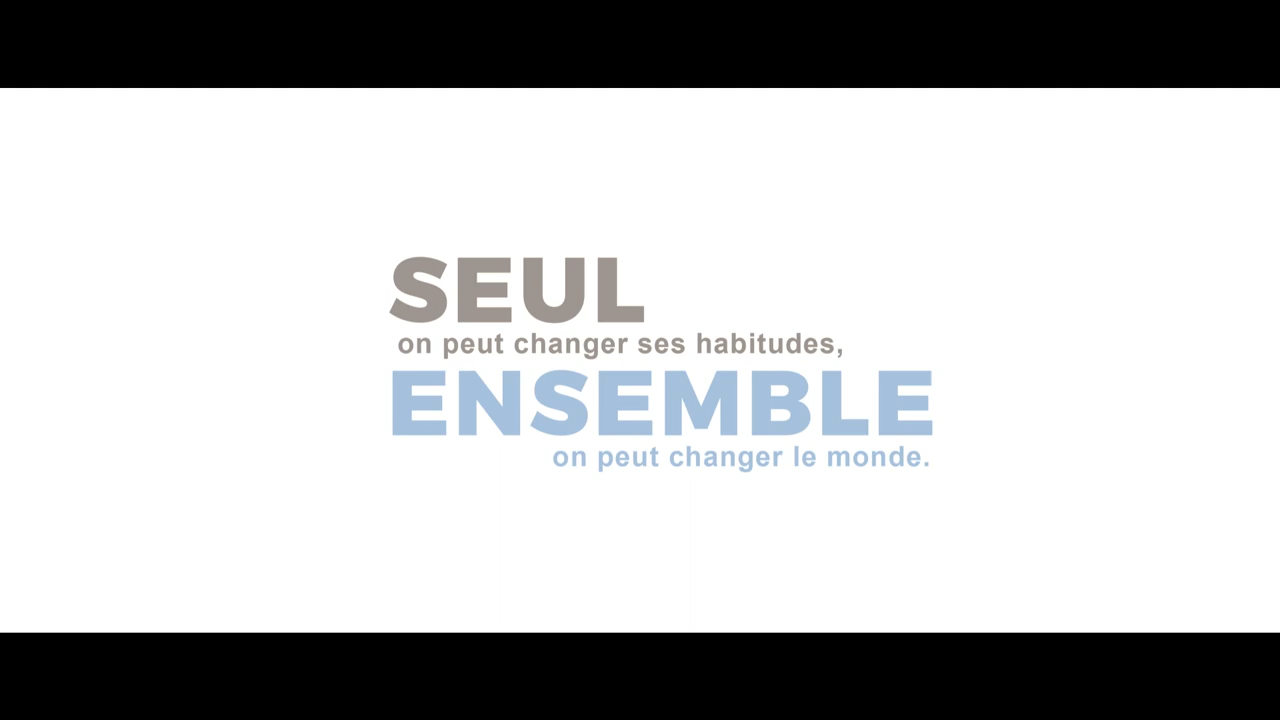 SEUL
on peut changer ses habitudes,
ENSEMBLE
on peut changer le monde.